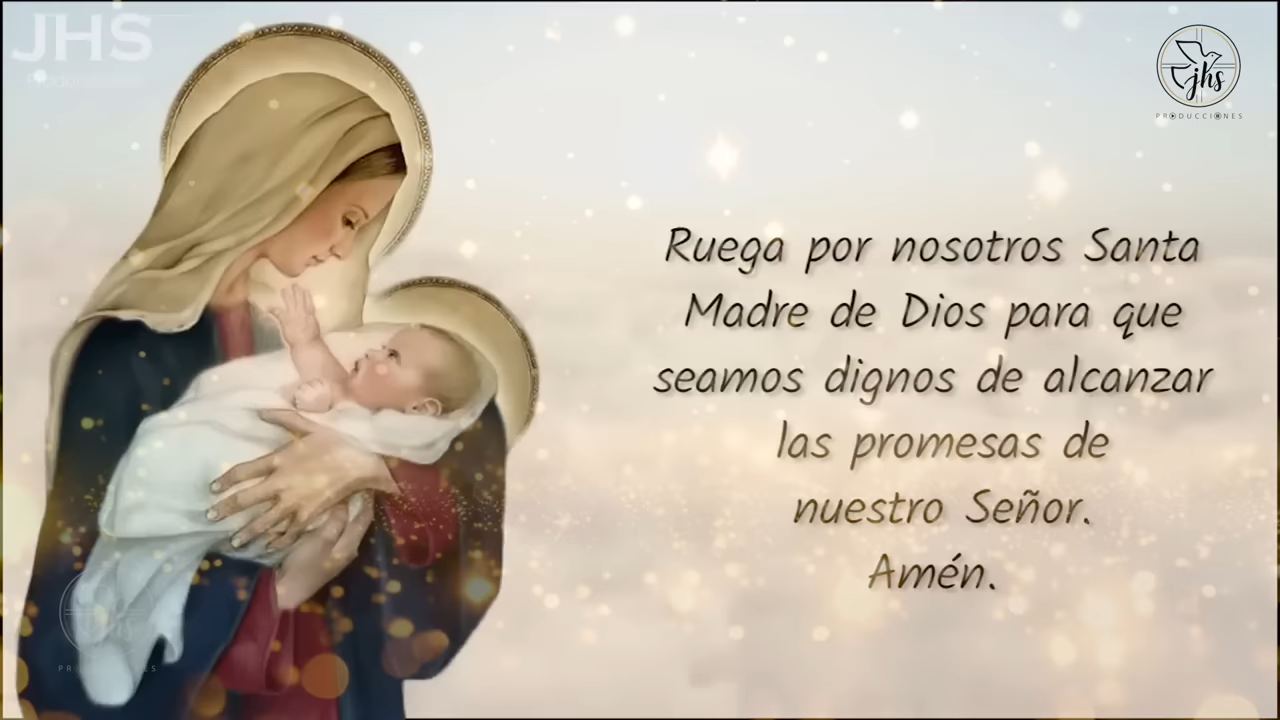 JHS
jhs
PRODUCCIONES
Ruega por nosotros Santa
Madre de Dios para que
seamos dignos de alcanzar
las promesas de
nuestro Señor.
Amén.